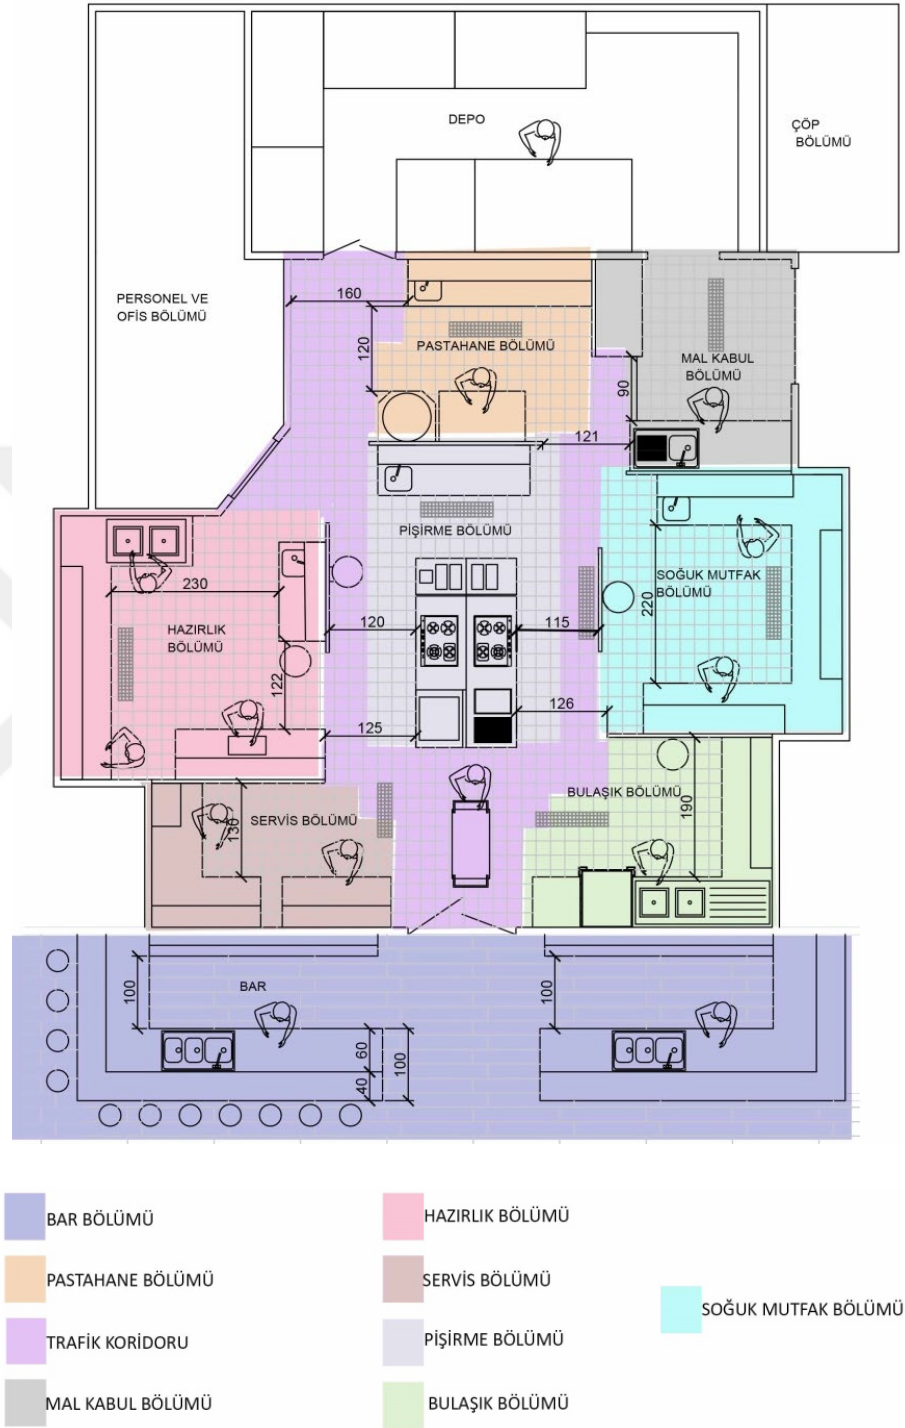 DEPO
ÇÖP
BÖLÜMÜ
PERSONEL VE
OFİS BÖLÜMÜ
160
120
PASTAHANE BÖLÜMÜ
MAL KABUL
BÖLÜMÜ
90
121
PİŞİRME BÖLÜMÜ
SOĞUK MUTFAK
BÖLÜMÜ
220
230
HAZIRLIK
BÖLÜMÜ
120
115
122
125
126
BULAŞIK BÖLÜMÜ
190
SERVİS BÖLÜMÜ
130
BAR
100
100
60
40
100
BAR BÖLÜMÜ
PASTAHANE BÖLÜMÜ
TRAFİK KORİDORU
MAL KABUL BÖLÜMÜ
HAZIRLIK BÖLÜMÜ
SERVİS BÖLÜMÜ
PİŞİRME BÖLÜMÜ
BULAŞIK BÖLÜMÜ
SOĞUK MUTFAK BÖLÜMÜ